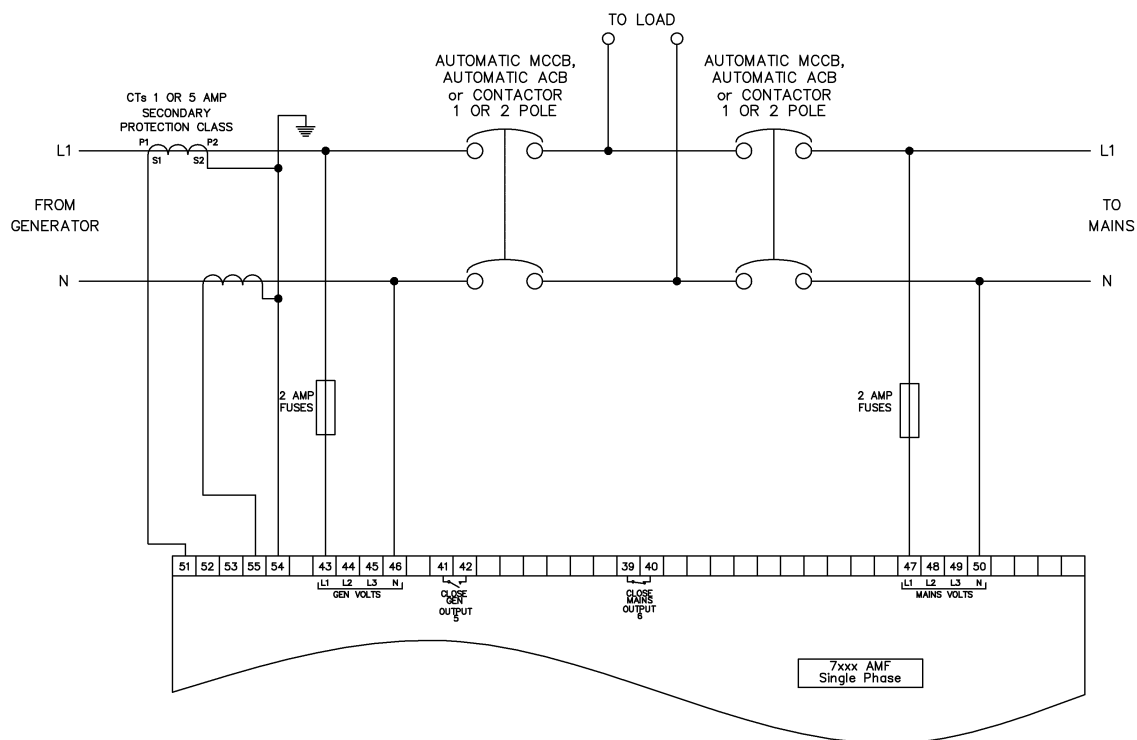 TO LOAD
AUTOMATIC MCCB,
AUTOMATIC ACB
or CONTACTOR
1 OR 2 POLE
AUTOMATIC MCCB,
AUTOMATIC ACB
or CONTACTOR
1 OR 2 POLE
CTs 1 OR 5 AMP
SECONDARY
PROTECTION CLASS
P1
P2
S1
S2
L1
L1
FROM
GENERATOR
TO
MAINS
N
N
2 AMP
FUSES
2 AMP
FUSES
51 52 53 55 54 43 44 45 46 41 42 39 40 47 48 49 50
L1 L2 L3 N
GEN VOLTS
CLOSE
GEN
OUTPUT
5
CLOSE
MAINS
OUTPUT
6
L1 L2 L3 N
MAINS VOLTS
7xxx AMF
Single Phase